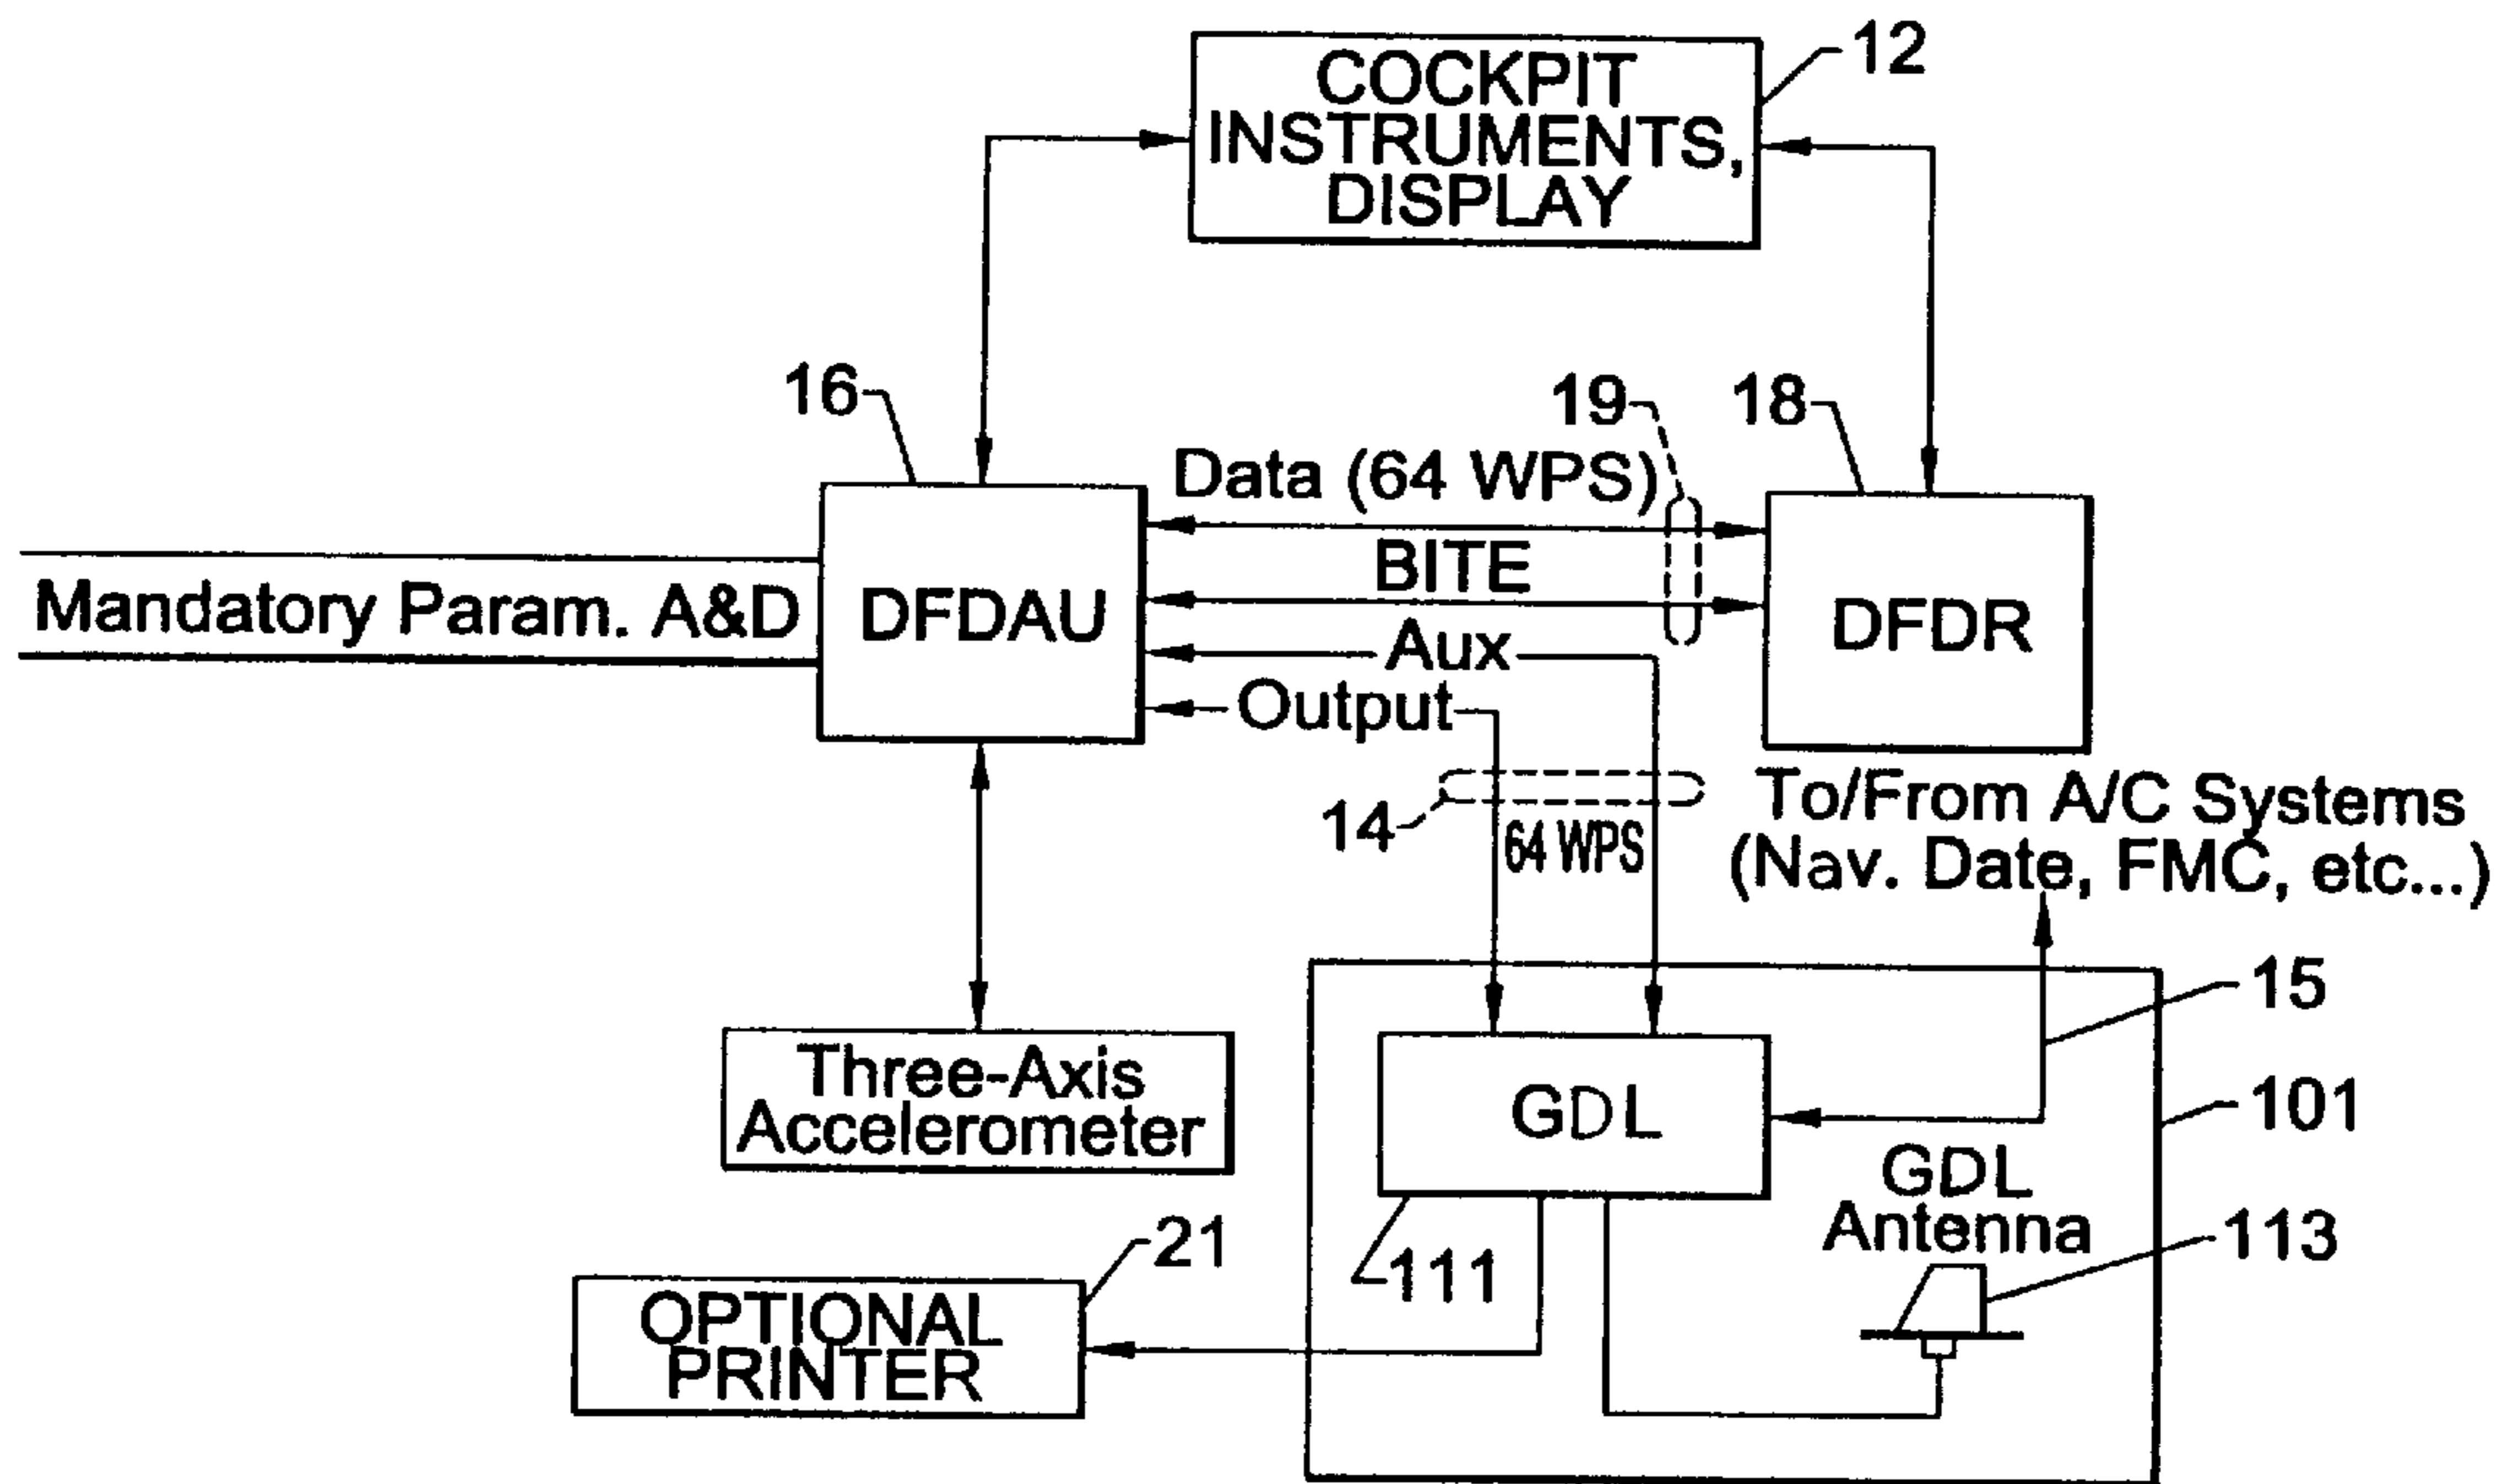 12
COCKPIT
INSTRUMENTS,
DISPLAY
16
19
18
Data (64 WPS)
BITE
Mandatory Param. A&D
DFDAU
DFDR
Aux
Output
14
64 WPS
To/From A/C Systems
(Nav. Date, FMC, etc...)
15
Three-Axis
Accelerometer
GDL
101
GDL
Antenna
113
21
111
OPTIONAL
PRINTER